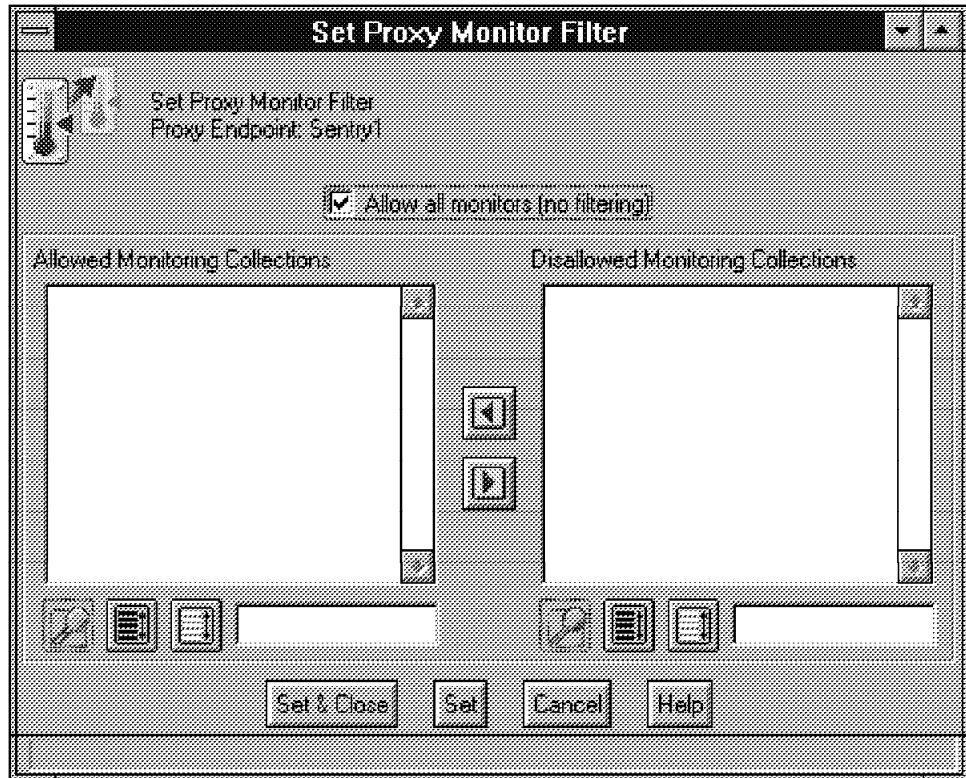 Set Proxy Monitor Filter
Set Proxy Monitor Filter
Proxy Endpoint: Sentry1
Allow all monitors (no filtering)
Allowed Monitoring Collections
Disallowed Monitoring Collections
Set & Close
Set
Cancel
Help